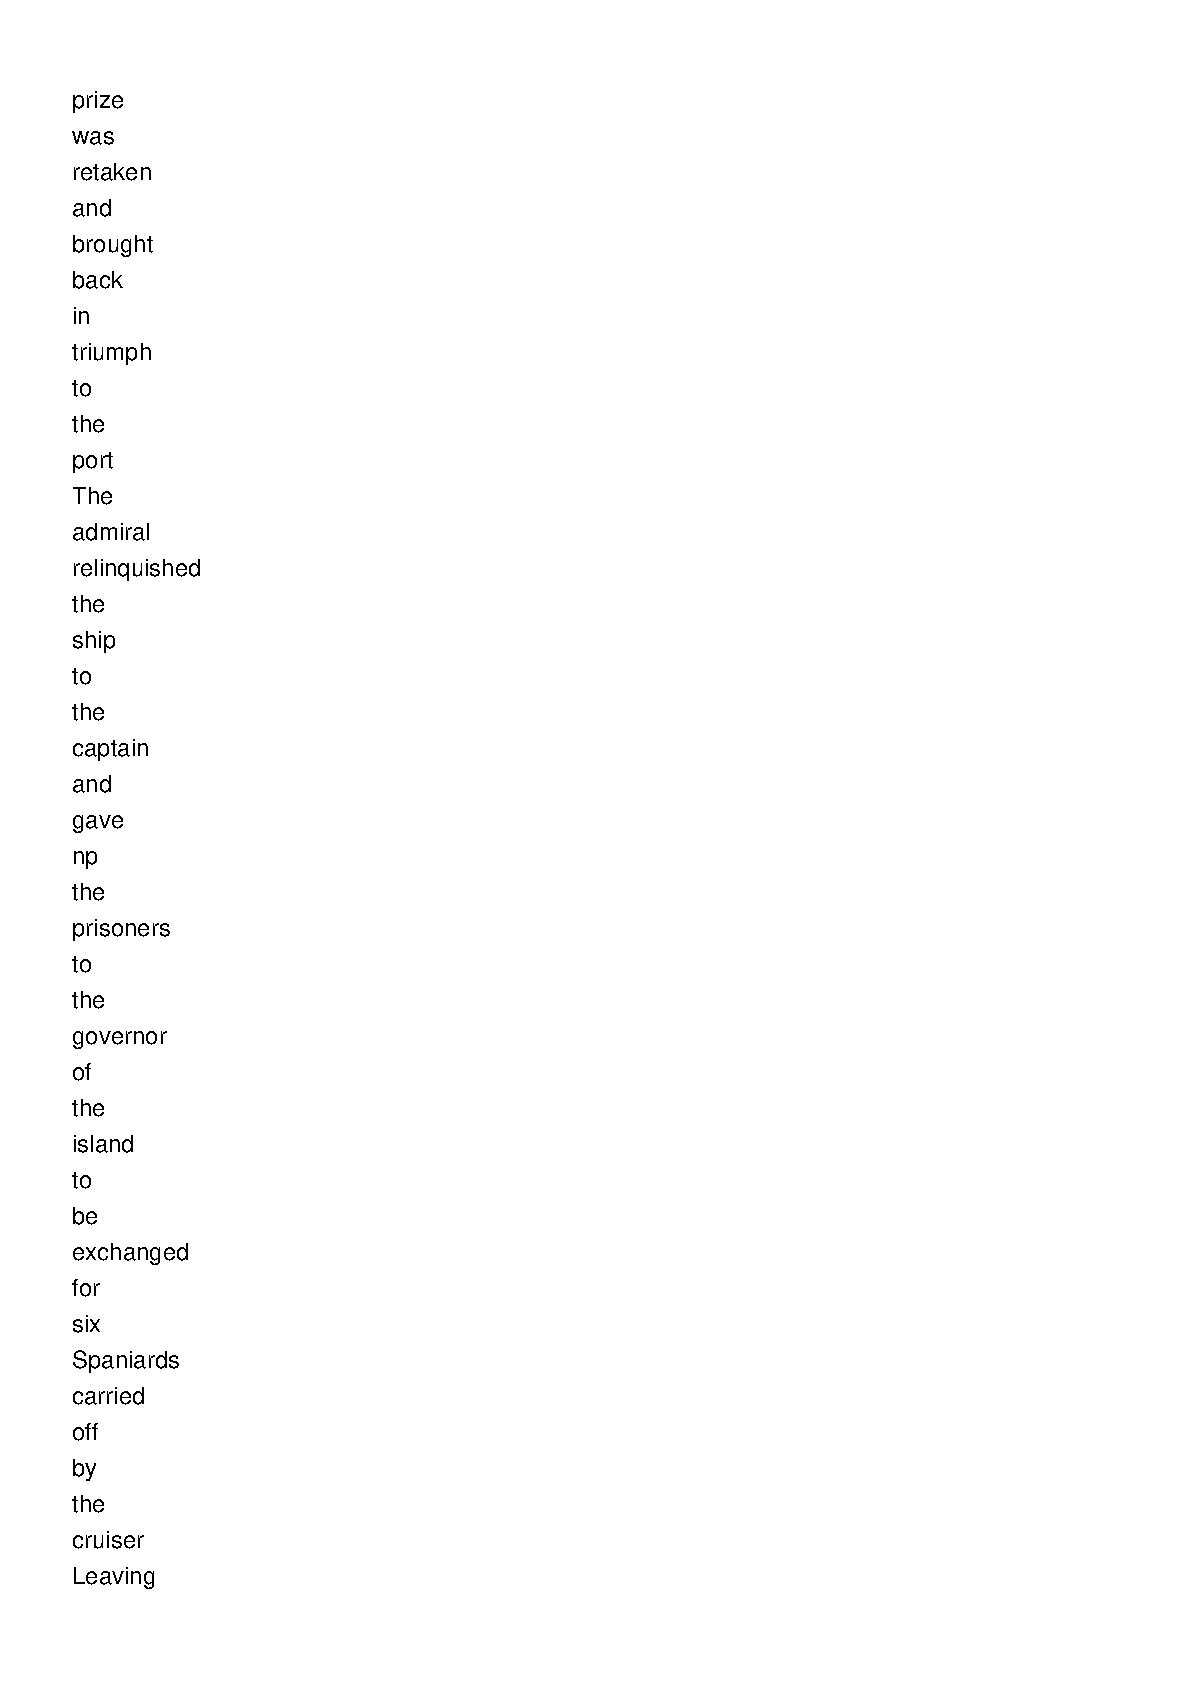 prize
was
retaken
and
brought
back
in
triumph
to
the
port
The
admiral
relinquished
the
ship
to
the
captain
and
gave
np
the
prisoners
to
the
governor
of
the
island
to
be
exchanged
for
six
Spaniards
carried
off
by
the
cruiser
Leaving